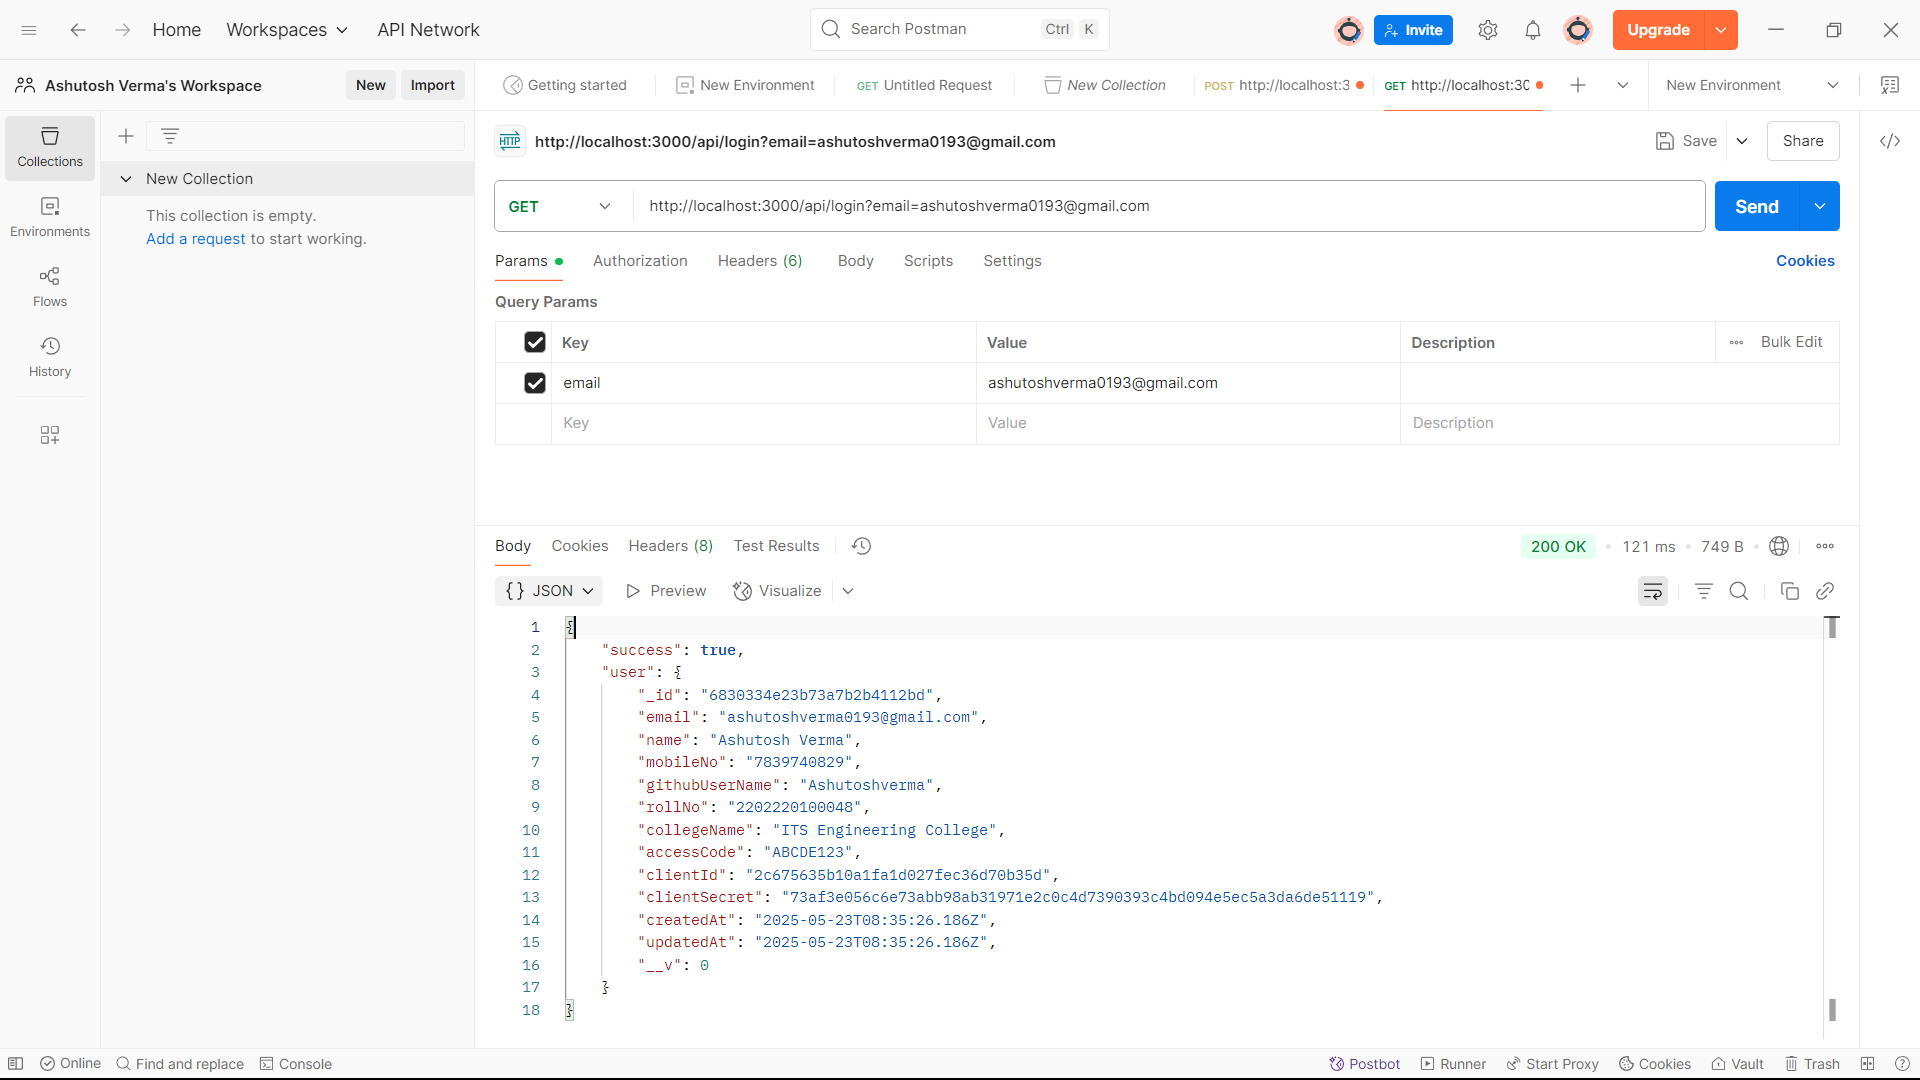 Home Workspaces API Network Search Postman Ctrl K Invite Upgrade
Ashutosh Verma's Workspace New Import Getting started New Environment GET Untitled Request New Collection POST http://localhost:3 GET http://localhost:30 New Environment
Collections
Environments
Flows
History
New Collection
This collection is empty.
Add a request to start working.
HTTP http://localhost:3000/api/login?email=ashutoshverma0193@gmail.com Save Share
GET http://localhost:3000/api/login?email=ashutoshverma0193@gmail.com Send
Params Authorization Headers (6) Body Scripts Settings Cookies
Query Params
Key Value Description Bulk Edit
email ashutoshverma0193@gmail.com
Key Value Description
Body Cookies Headers (8) Test Results 200 OK 121 ms 749 B
{} JSON Preview Visualize
1 {
2 "success": true,
3 "user": {
4 "_id": "6830334e23b73a7b2b4112bd",
5 "email": "ashutoshverma0193@gmail.com",
6 "name": "Ashutosh Verma",
7 "mobileNo": "7839740829",
8 "githubUserName": "Ashutoshverma",
9 "rollNo": "2202220100048",
10 "collegeName": "ITS Engineering College",
11 "accessCode": "ABCDE123",
12 "clientId": "2c675635b10a1fa1d027fec36d70b35d",
13 "clientSecret": "73af3e056c6e73abb98ab31971e2c0c4d7390393c4bd094e5ec5a3da6de51119",
14 "createdAt": "2025-05-23T08:35:26.186Z",
15 "updatedAt": "2025-05-23T08:35:26.186Z",
16 "__v": 0
17 }
18 }
Online Find and replace Console Postbot Runner Start Proxy Cookies Vault Trash